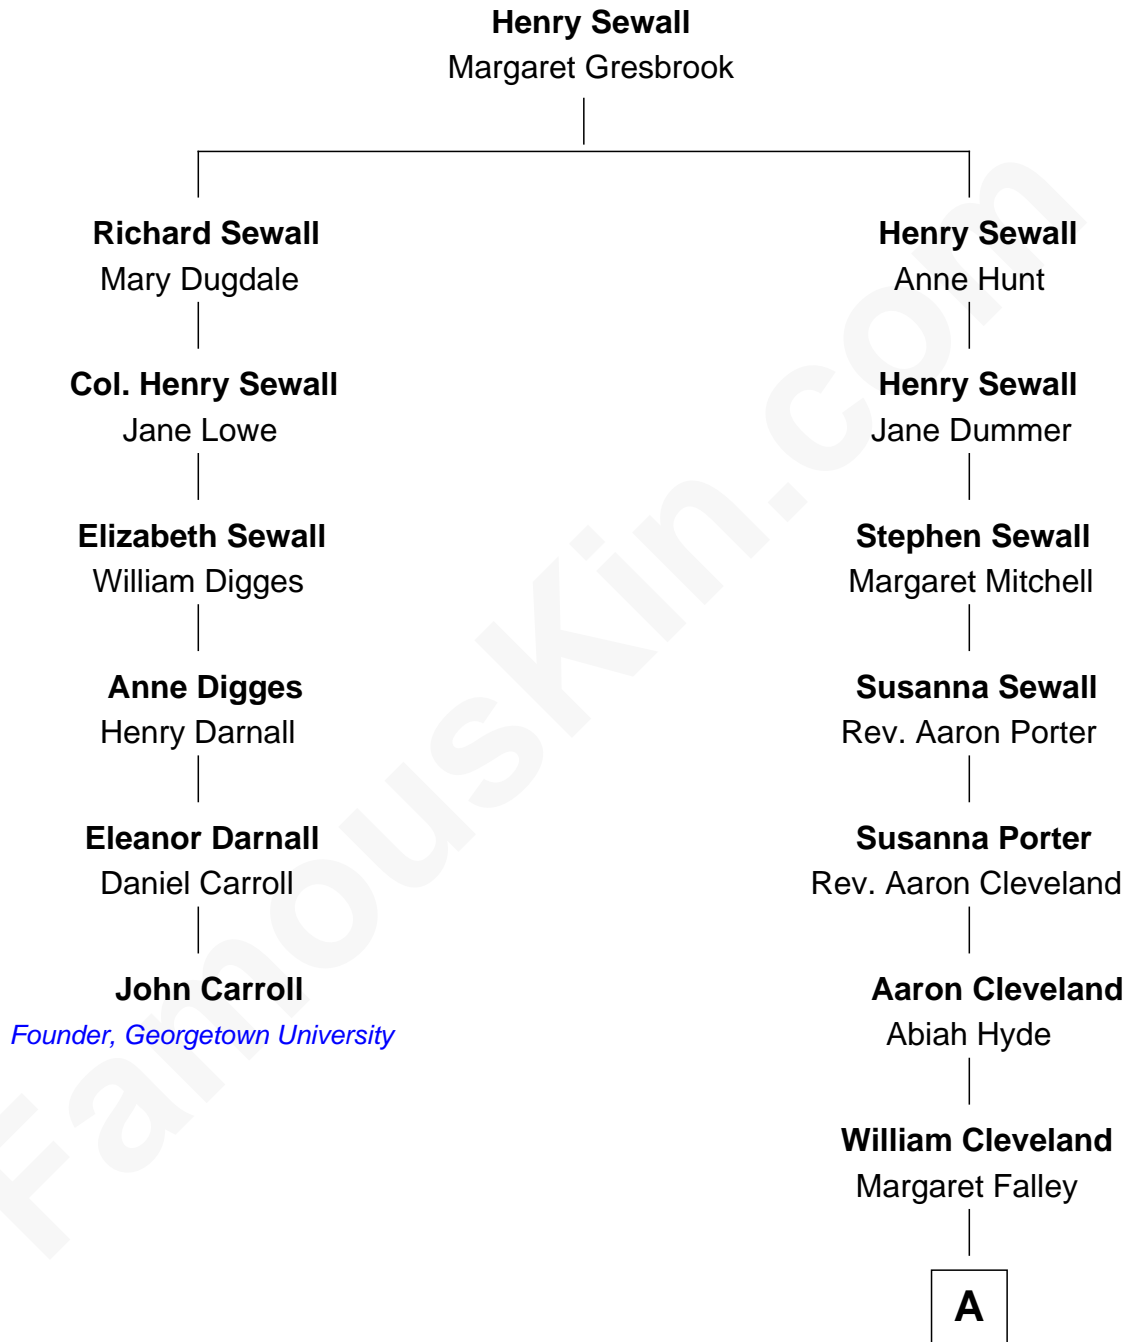 Henry Sewall
Margaret Gresbrook
Richard Sewall
Mary Dugdale
Henry Sewall
Anne Hunt
Col. Henry Sewall
Jane Lowe
Henry Sewall
Jane Dummer
Elizabeth Sewall
William Digges
Stephen Sewall
Margaret Mitchell
Anne Digges
Henry Darnall
Susanna Sewall
Rev. Aaron Porter
Eleanor Darnall
Daniel Carroll
Susanna Porter
Rev. Aaron Cleveland
John Carroll
Founder, Georgetown University
Aaron Cleveland
Abiah Hyde
William Cleveland
Margaret Falley
A
FamousKin.com